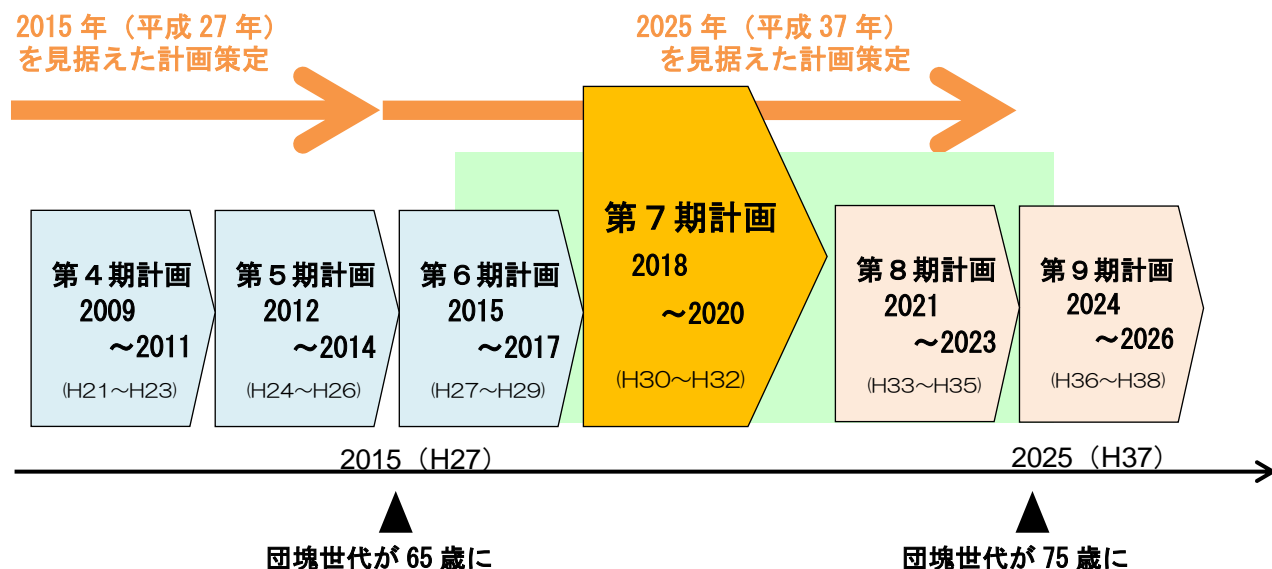 2015 年（平成 27 年）
を見据えた計画策定
2025 年（平成 37 年）
を見据えた計画策定
第４期計画
2009
～2011
(H21～H23)
第５期計画
2012
～2014
(H24～H26)
第６期計画
2015
～2017
(H27～H29)
第７期計画
2018
～2020
(H30～H32)
第８期計画
2021
～2023
(H33～H35)
第９期計画
2024
～2026
(H36～H38)
2015（H27）
2025（H37）
団塊世代が 65 歳に
団塊世代が 75 歳に